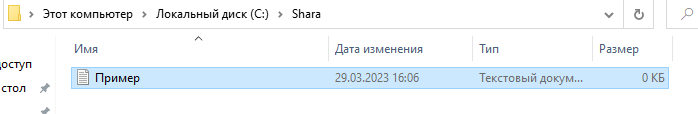 Этот компьютер > Локальный диск (C:) > Shara
Имя Дата изменения Тип Размер
оступ
Пример 29.03.2023 16:06 Текстовый докум... 0 КБ
стол